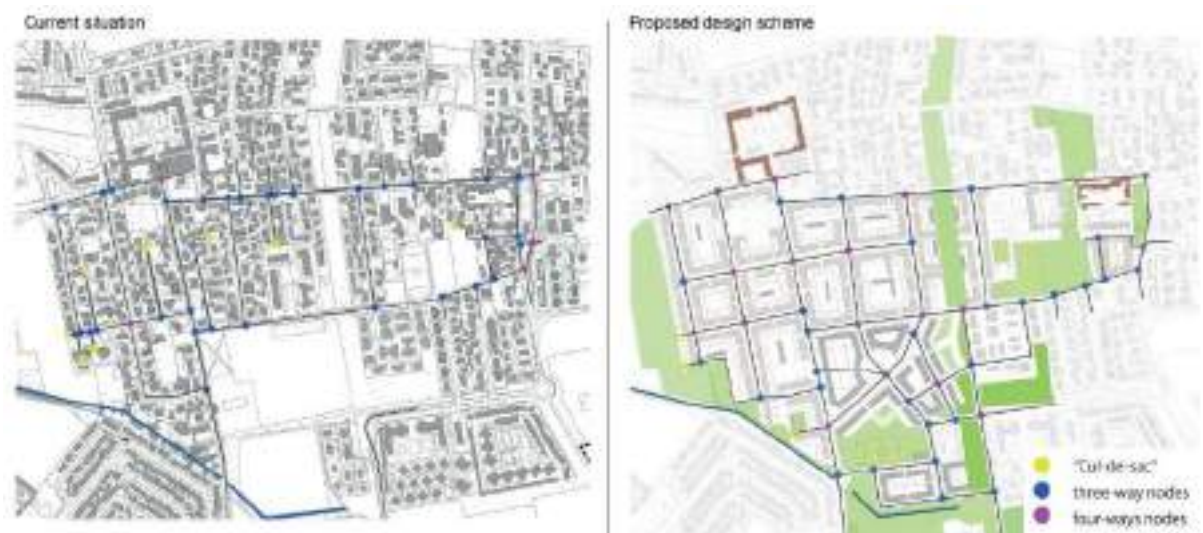 Current situation
Proposed design scheme
"Cul-de-sac"
three-way nodes
four-ways nodes